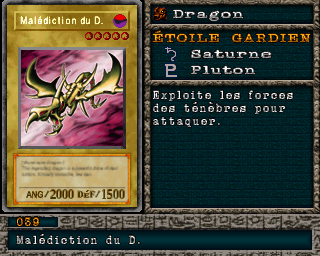 Malédiction du D.
ANG/2000 DéF/1500
Dragon
ÉTOILE GARDIEN
Saturne
Pluton
Exploite les forces
des ténèbres pour
attaquer.
039
Malédiction du D.